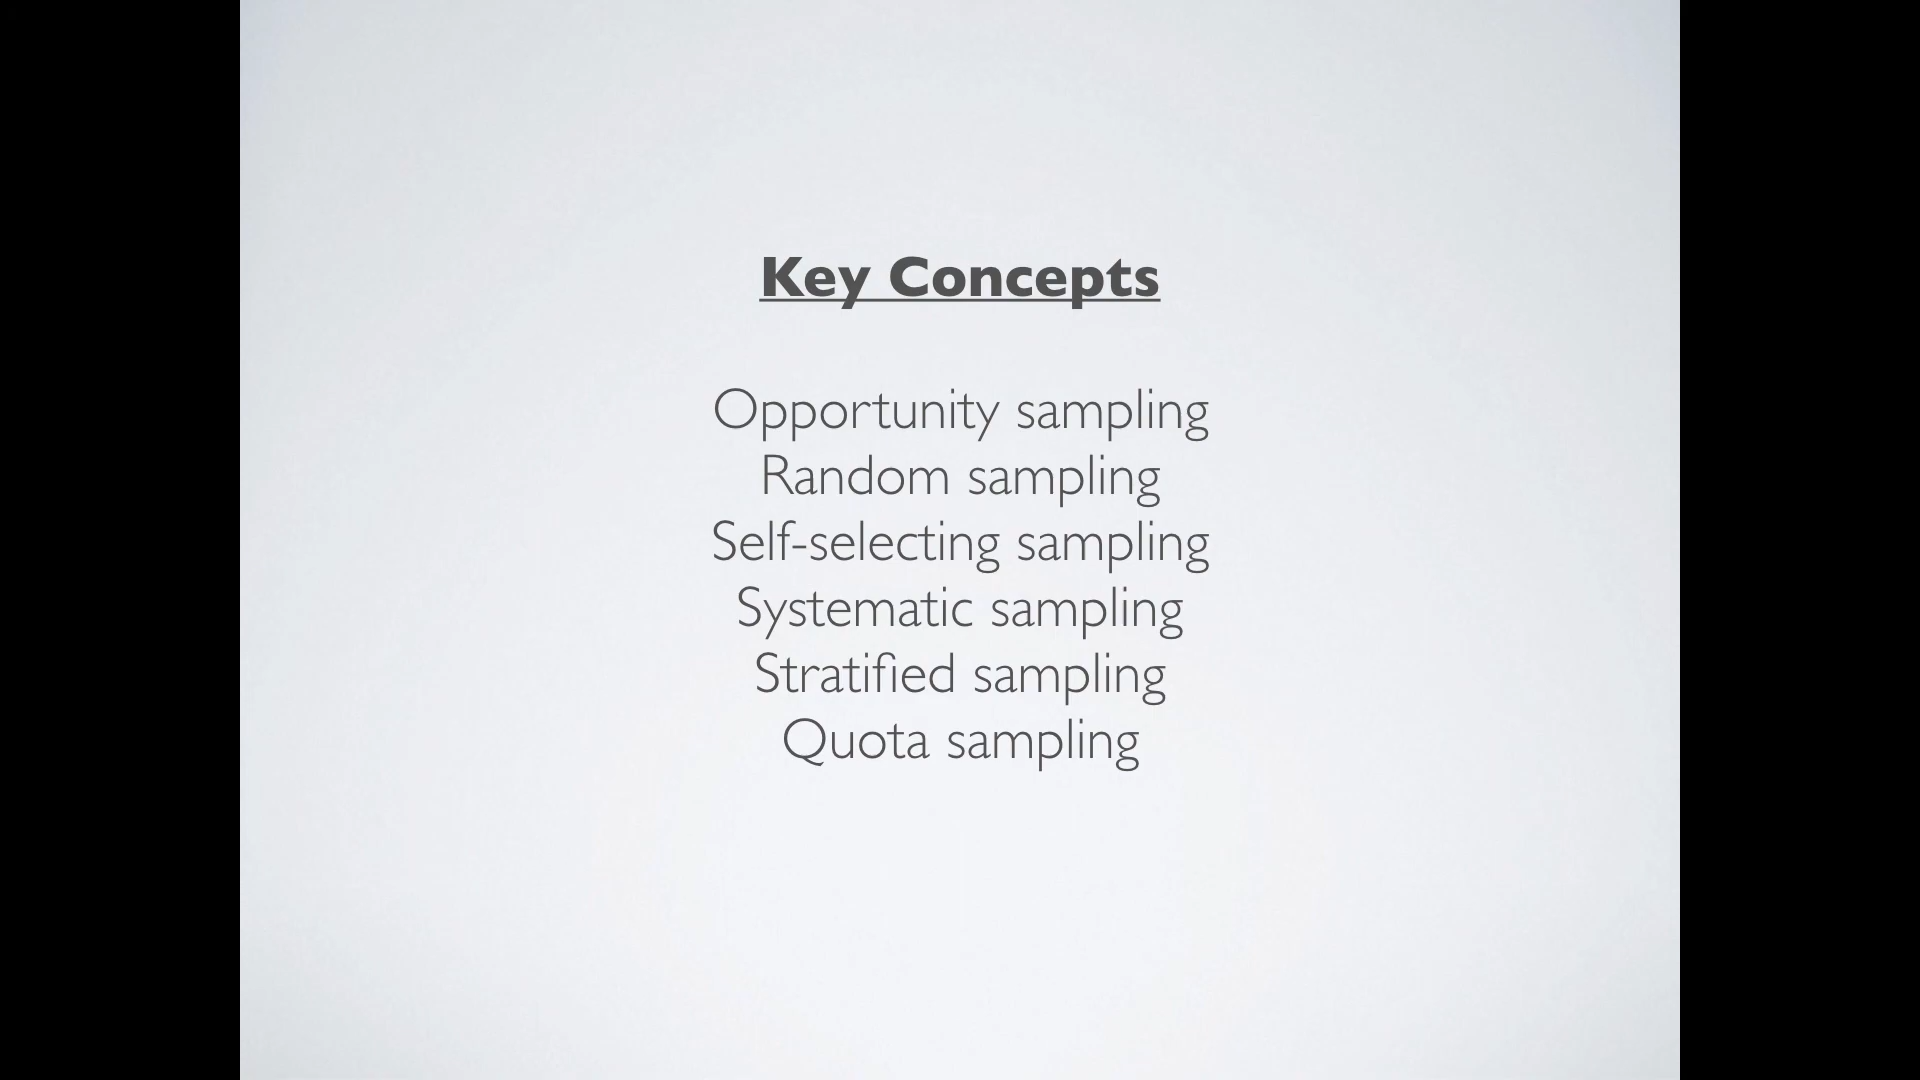 Key Concepts
Opportunity sampling
Random sampling
Self-selecting sampling
Systematic sampling
Stratified sampling
Quota sampling